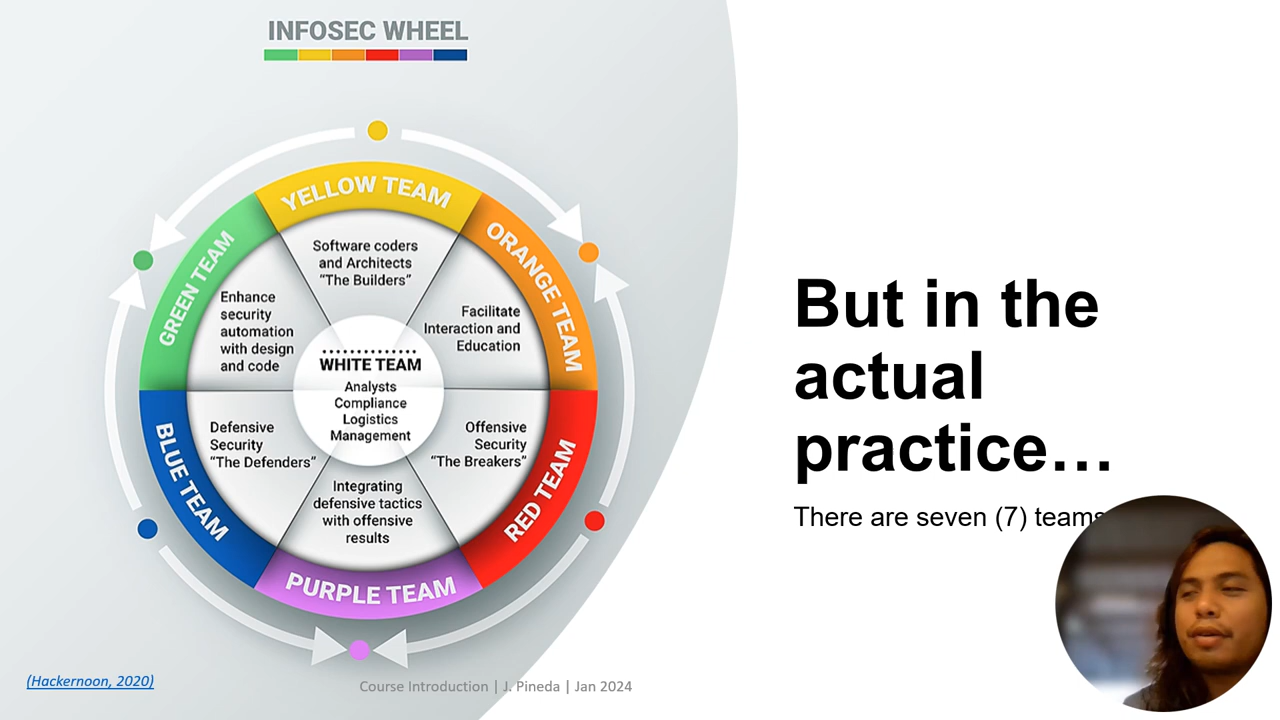 INFOSEC WHEEL
YELLOW TEAM
Software coders
and Architects
"The Builders"
ORANGE TEAM
Facilitate
Interaction and
Education
GREEN TEAM
Enhance
security
automation
with design
and code
WHITE TEAM
Analysts
Compliance
Logistics
Management
BLUE TEAM
Defensive
Security
"The Defenders"
RED TEAM
Offensive
Security
"The Breakers"
PURPLE TEAM
Integrating
defensive tactics
with offensive
results
But in the
actual
practice…
There are seven (7) teams
(Hackernoon, 2020)
Course Introduction | J. Pineda | Jan 2024